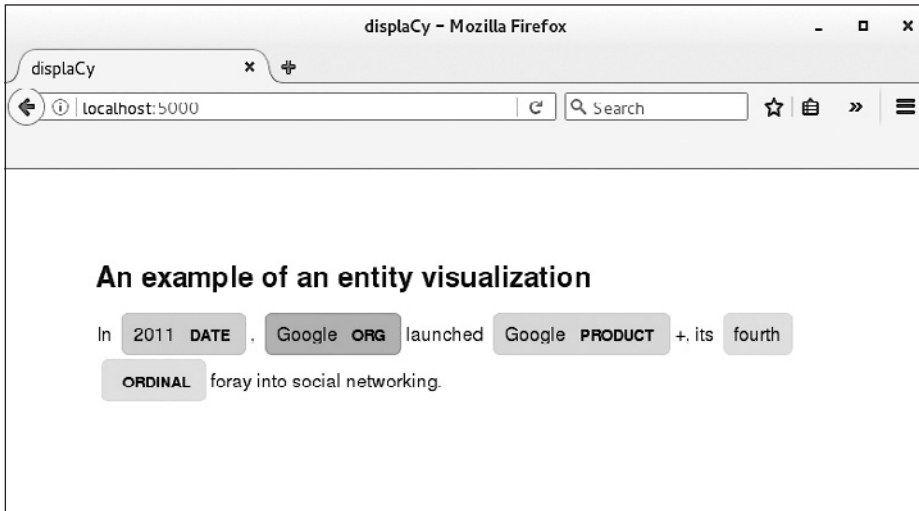 displaCy – Mozilla Firefox
displaCy
localhost:5000
Search
An example of an entity visualization
In 2011 DATE , Google ORG launched Google PRODUCT +, its fourth
ORDINAL foray into social networking.